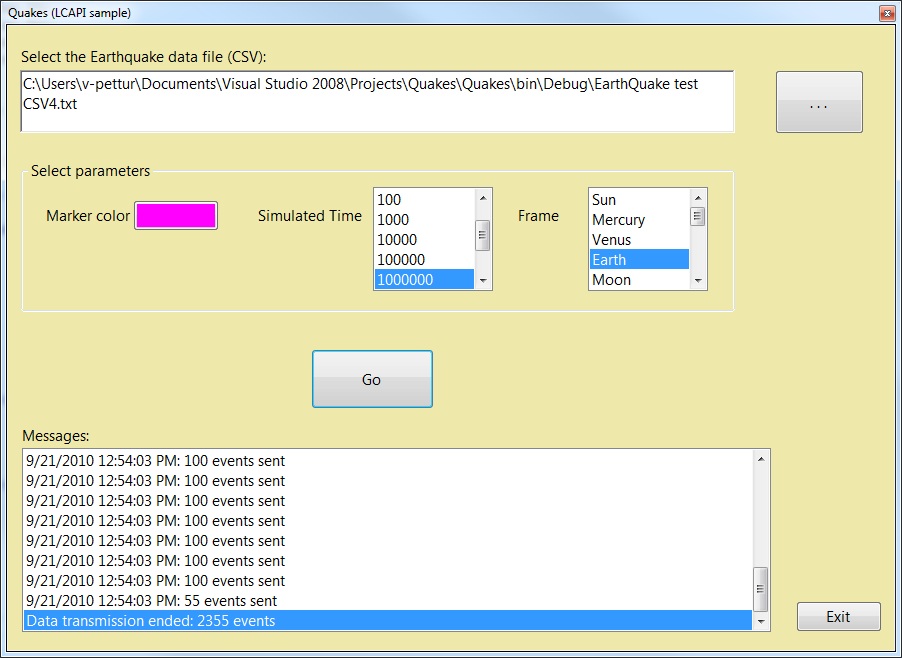 Quakes (LCAPI sample)
Select the Earthquake data file (CSV):
C:\Users\v-pettur\Documents\Visual Studio 2008\Projects\Quakes\Quakes\bin\Debug\EarthQuake test
CSV4.txt
...
Select parameters
Marker color
Simulated Time
100
1000
10000
100000
1000000
Frame
Sun
Mercury
Venus
Earth
Moon
Go
Messages:
9/21/2010 12:54:03 PM: 100 events sent
9/21/2010 12:54:03 PM: 100 events sent
9/21/2010 12:54:03 PM: 100 events sent
9/21/2010 12:54:03 PM: 100 events sent
9/21/2010 12:54:03 PM: 100 events sent
9/21/2010 12:54:03 PM: 100 events sent
9/21/2010 12:54:03 PM: 100 events sent
9/21/2010 12:54:03 PM: 55 events sent
Data transmission ended: 2355 events
Exit